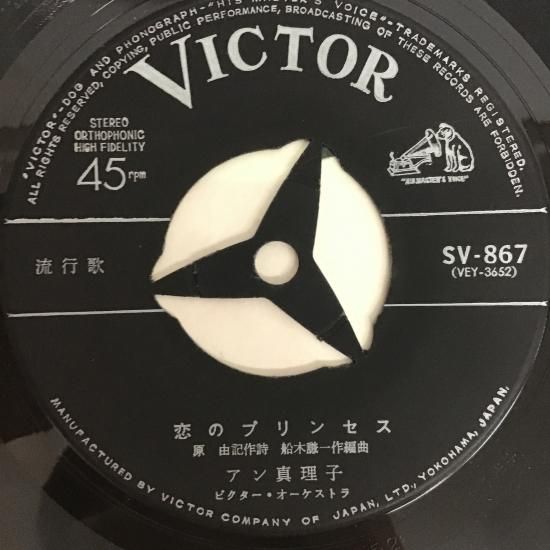 "VICTOR"—DOG AND PHONOGRAPH—"HIS MASTER'S VOICE"—TRADEMARKS REGISTERED.
ALL RIGHTS RESERVED, COPYING, PUBLIC PERFORMANCE, BROADCASTING OF THESE RECORDS ARE FORBIDDEN.
VICTOR
STEREO
ORTHOPHONIC
HIGH FIDELITY
45rpm
"HIS MASTER'S VOICE"
流行歌
SV-867
(VEY-3652)
恋のプリンセス
原 由記作詩 船木謙一作編曲
アン真理子
ビクター・オーケストラ
MANUFACTURED BY VICTOR COMPANY OF JAPAN, LTD., YOKOHAMA, JAPAN.